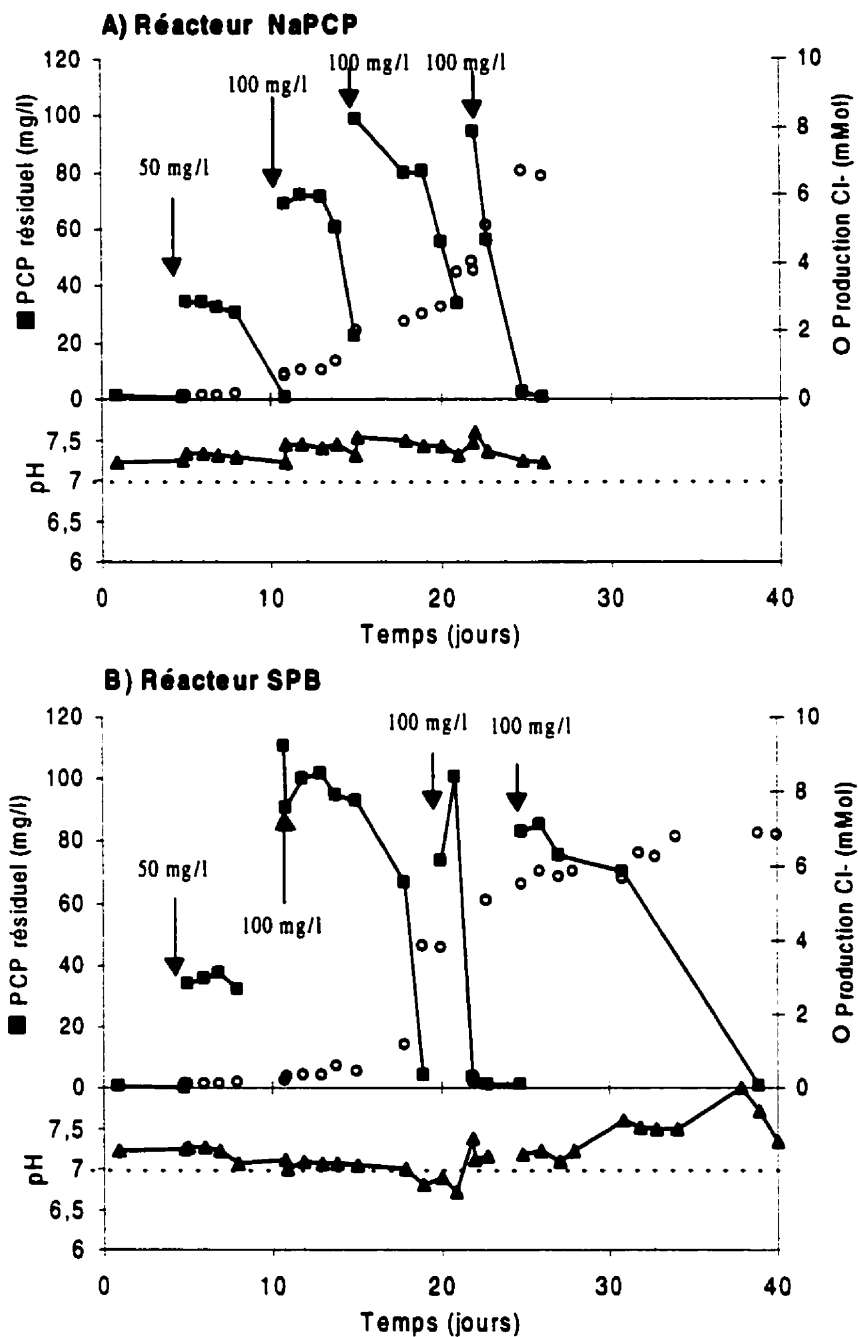 A) Réacteur NaPCP
■ PCP résiduel (mg/l)
120
100
80
60
40
20
0
50 mg/l
100 mg/l
100 mg/l
100 mg/l
10
8
6
4
2
0
O Production Cl- (mMol)
pH
7,5
7
6,5
6
0 10 20 30 40
Temps (jours)
B) Réacteur SPB
■ PCP résiduel (mg/l)
120
100
80
60
40
20
0
50 mg/l
100 mg/l
100 mg/l
100 mg/l
10
8
6
4
2
0
O Production Cl- (mMol)
pH
7,5
7
6,5
6
0 10 20 30 40
Temps (jours)